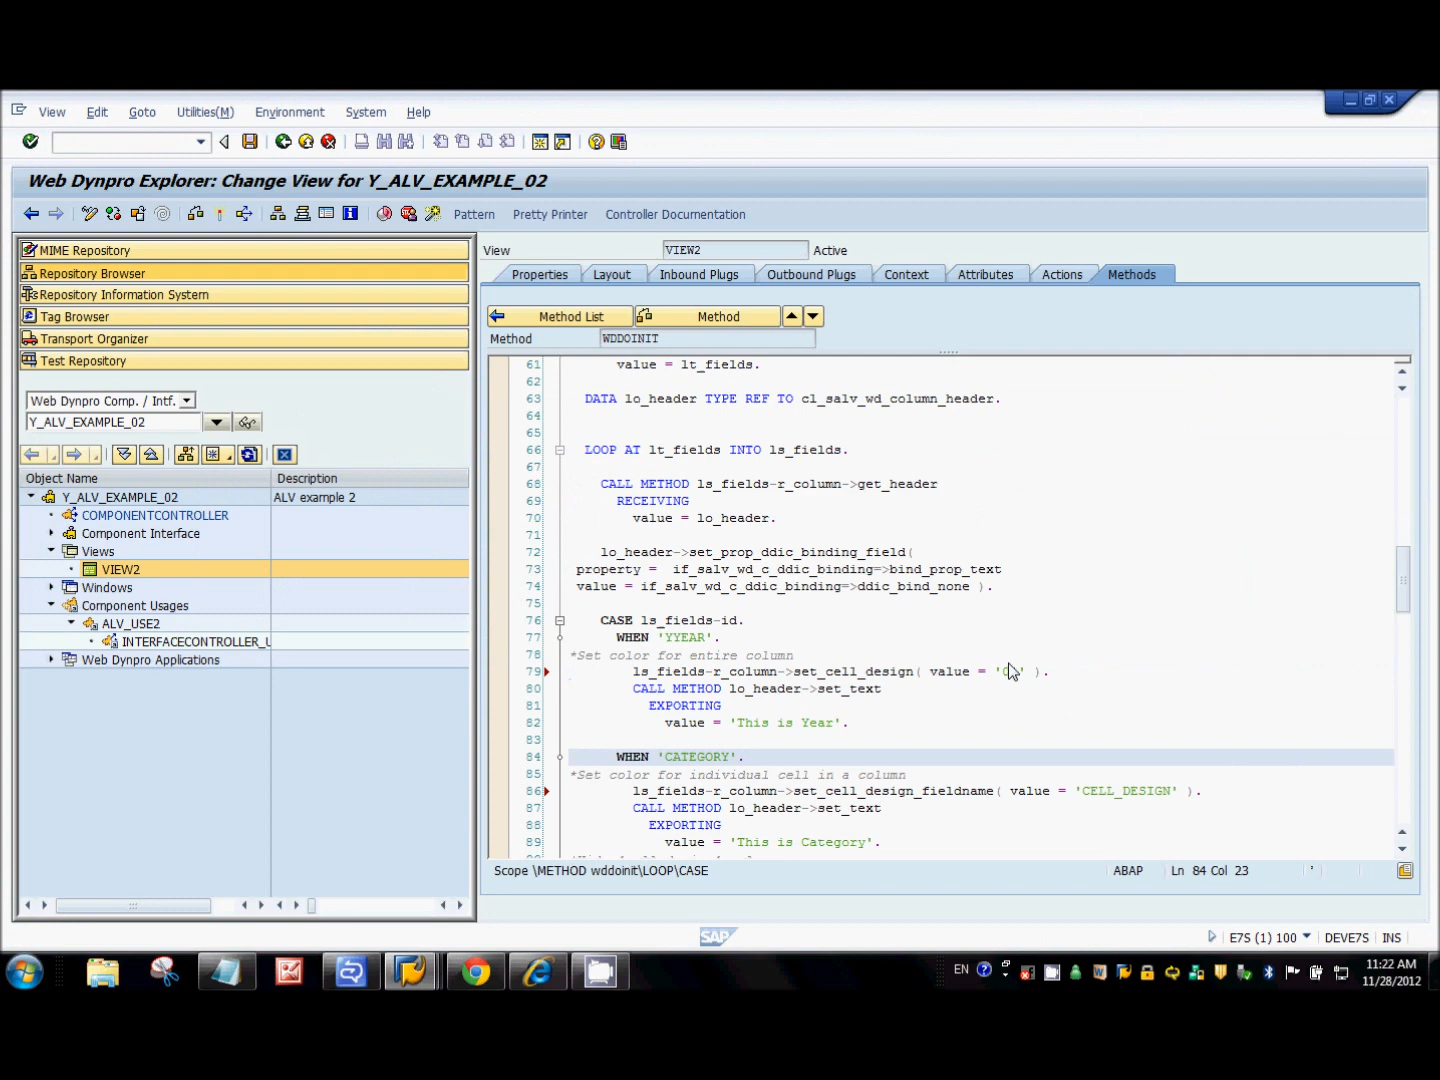 View Edit Goto Utilities(M) Environment System Help
Web Dynpro Explorer: Change View for Y_ALV_EXAMPLE_02
Pattern Pretty Printer Controller Documentation
MIME Repository
Repository Browser
Repository Information System
Tag Browser
Transport Organizer
Test Repository
Web Dynpro Comp. / Intf.
Y_ALV_EXAMPLE_02
Object Name Description
Y_ALV_EXAMPLE_02 ALV example 2
COMPONENTCONTROLLER
Component Interface
Views
VIEW2
Windows
Component Usages
ALV_USE2
INTERFACECONTROLLER_U
Web Dynpro Applications
View VIEW2 Active
Properties Layout Inbound Plugs Outbound Plugs Context Attributes Actions Methods
Method List Method
Method WDDOINIT
61 value = lt_fields.
62
63 DATA lo_header TYPE REF TO cl_salv_wd_column_header.
64
65
66 LOOP AT lt_fields INTO ls_fields.
67
68 CALL METHOD ls_fields-r_column->get_header
69 RECEIVING
70 value = lo_header.
71
72 lo_header->set_prop_ddic_binding_field(
73 property = if_salv_wd_c_ddic_binding=>bind_prop_text
74 value = if_salv_wd_c_ddic_binding=>ddic_bind_none ).
75
76 CASE ls_fields-id.
77 WHEN 'YYEAR'.
78 *Set color for entire column
79 ls_fields-r_column->set_cell_design( value = ' ' ).
80 CALL METHOD lo_header->set_text
81 EXPORTING
82 value = 'This is Year'.
83
84 WHEN 'CATEGORY'.
85 *Set color for individual cell in a column
86 ls_fields-r_column->set_cell_design_fieldname( value = 'CELL_DESIGN' ).
87 CALL METHOD lo_header->set_text
88 EXPORTING
89 value = 'This is Category'.
Scope \METHOD wddoinit\LOOP\CASE ABAP Ln 84 Col 23
SAP E7S (1) 100 DEVE7S INS
EN 11:22 AM
11/28/2012